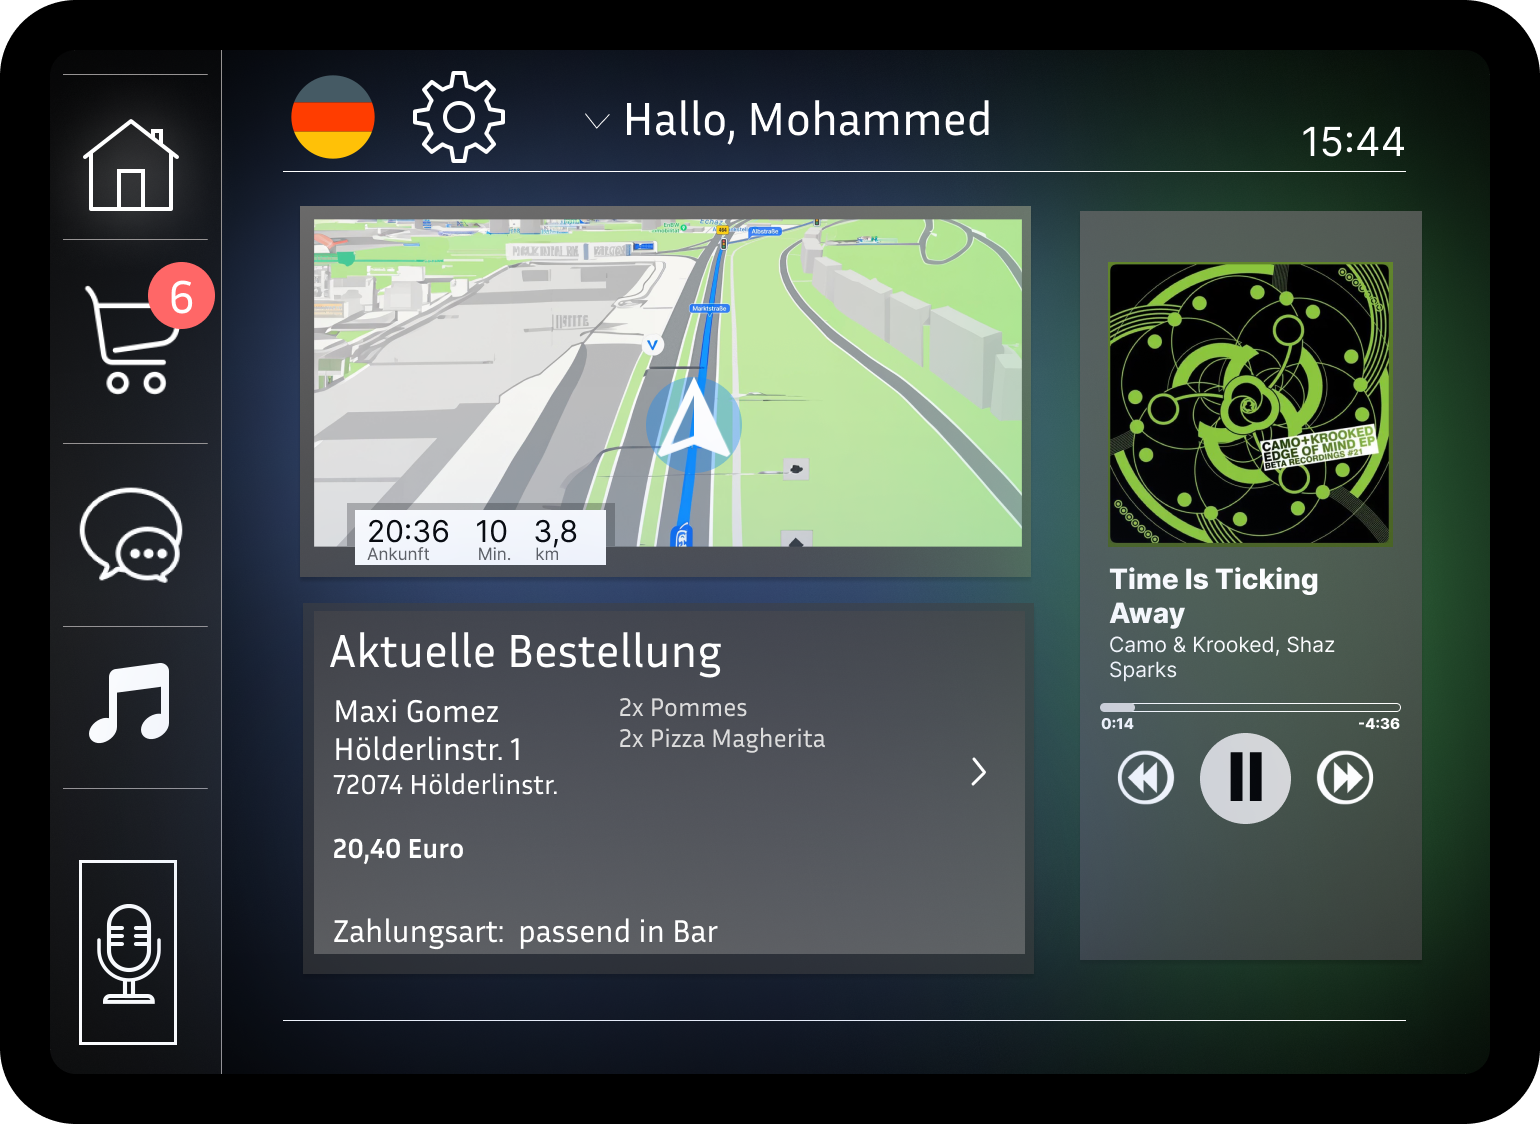 Hallo, Mohammed
15:44
6
Albstraße
Marktstraße
V
20:36 10 3,8
Ankunft Min. km
Aktuelle Bestellung
Maxi Gomez
Hölderlinstr. 1
72074 Hölderlinstr.
2x Pommes
2x Pizza Magherita
20,40 Euro
Zahlungsart: passend in Bar
CAMO+KROOKED
EDGE OF MIND EP
BETA RECORDINGS #21
Time Is Ticking
Away
Camo & Krooked, Shaz
Sparks
0:14 -4:36